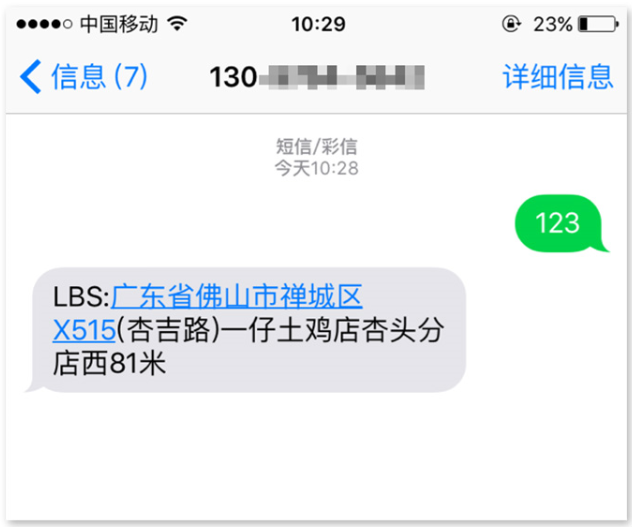 中国移动 10:29 23%
信息 (7) 130 详细信息
短信/彩信
今天10:28
123
LBS:广东省佛山市禅城区
X515(杏吉路)一仔土鸡店杏头分
店西81米